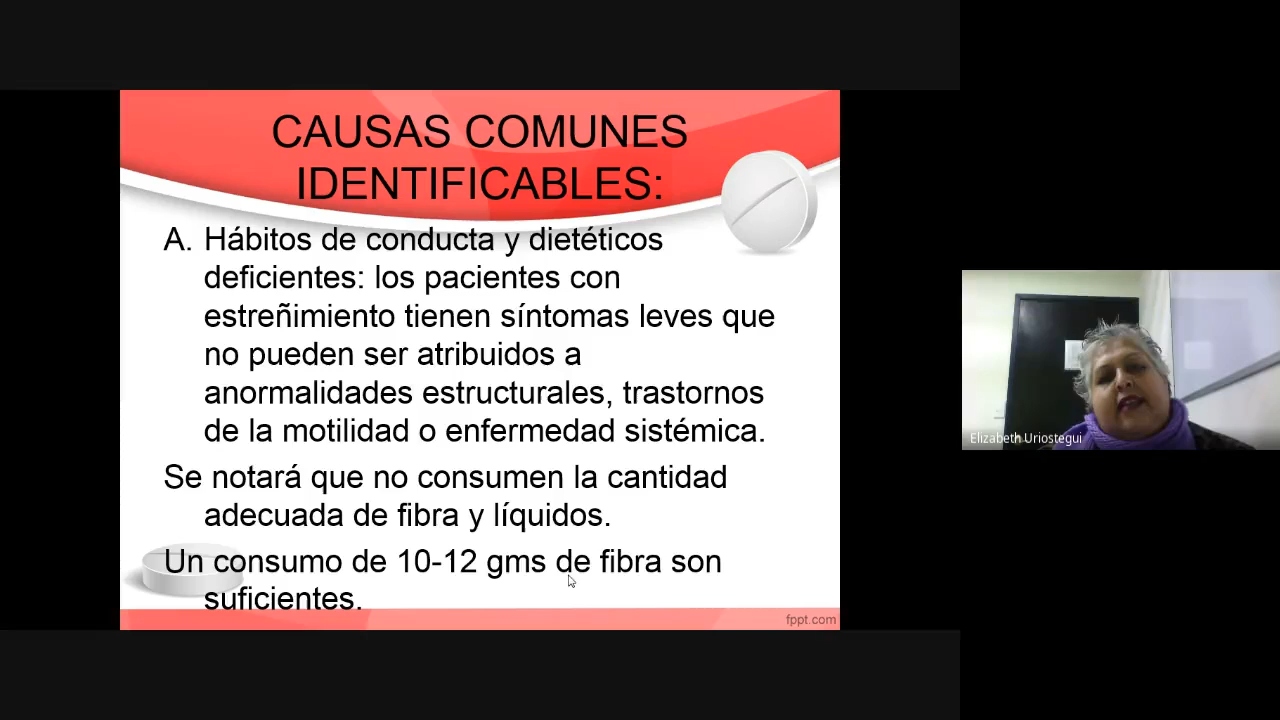 CAUSAS COMUNES
IDENTIFICABLES:
A. Hábitos de conducta y dietéticos
deficientes: los pacientes con
estreñimiento tienen síntomas leves que
no pueden ser atribuidos a
anormalidades estructurales, trastornos
de la motilidad o enfermedad sistémica.
Se notará que no consumen la cantidad
adecuada de fibra y líquidos.
Un consumo de 10-12 gms de fibra son
suficientes.
fppt.com
Elizabeth Uriostegui